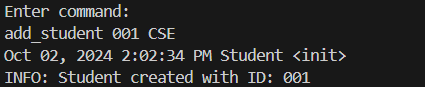 Enter command:
add_student 001 CSE
Oct 02, 2024 2:02:34 PM Student <init>
INFO: Student created with ID: 001